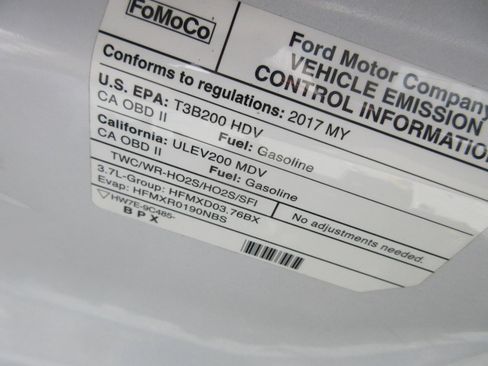 FoMoCo
Ford Motor Company
VEHICLE EMISSION
CONTROL INFORMATION
Conforms to regulations: 2017 MY
U.S. EPA: T3B200 HDV
CA OBD II Fuel: Gasoline
California: ULEV200 MDV
CA OBD II Fuel: Gasoline
TWC/WR-HO2S/HO2S/SFI
3.7L-Group: HFMXD03.76BX
Evap: HFMXR0190NBS
No adjustments needed.
HW7E-9C485-
BPX